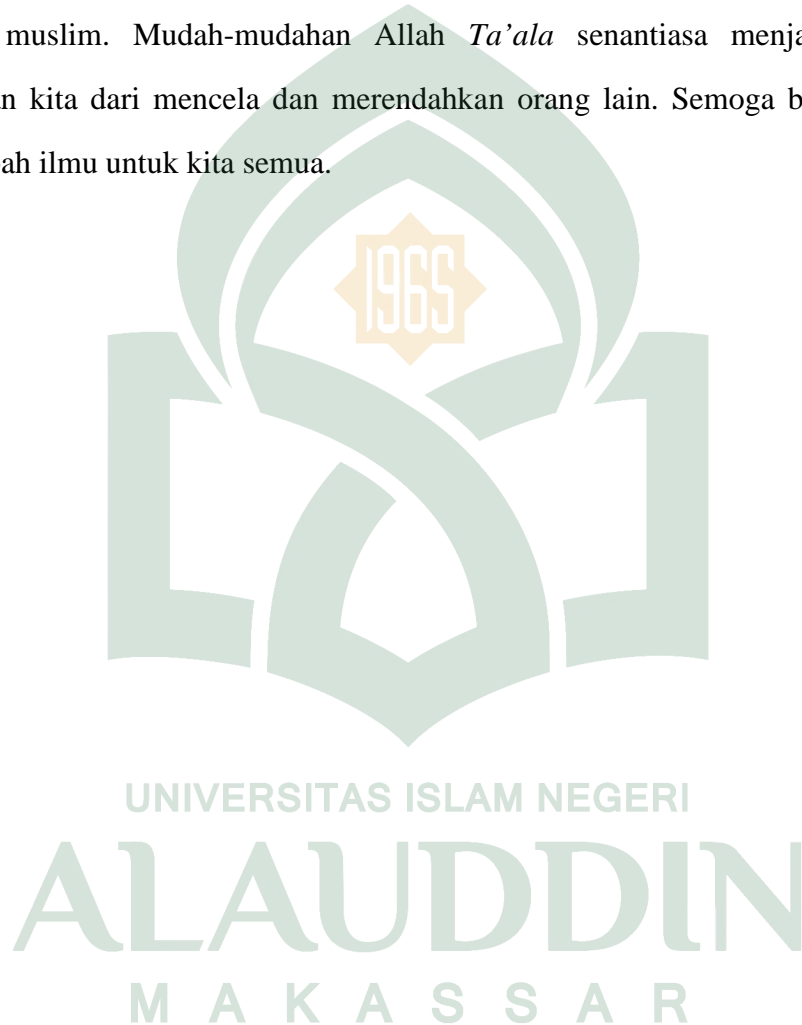 muslim. Mudah-mudahan Allah Ta’ala senantiasa menja
n kita dari mencela dan merendahkan orang lain. Semoga b
ah ilmu untuk kita semua.
1965
UNIVERSITAS ISLAM NEGERI
ALAUDDIN
MAKASSAR